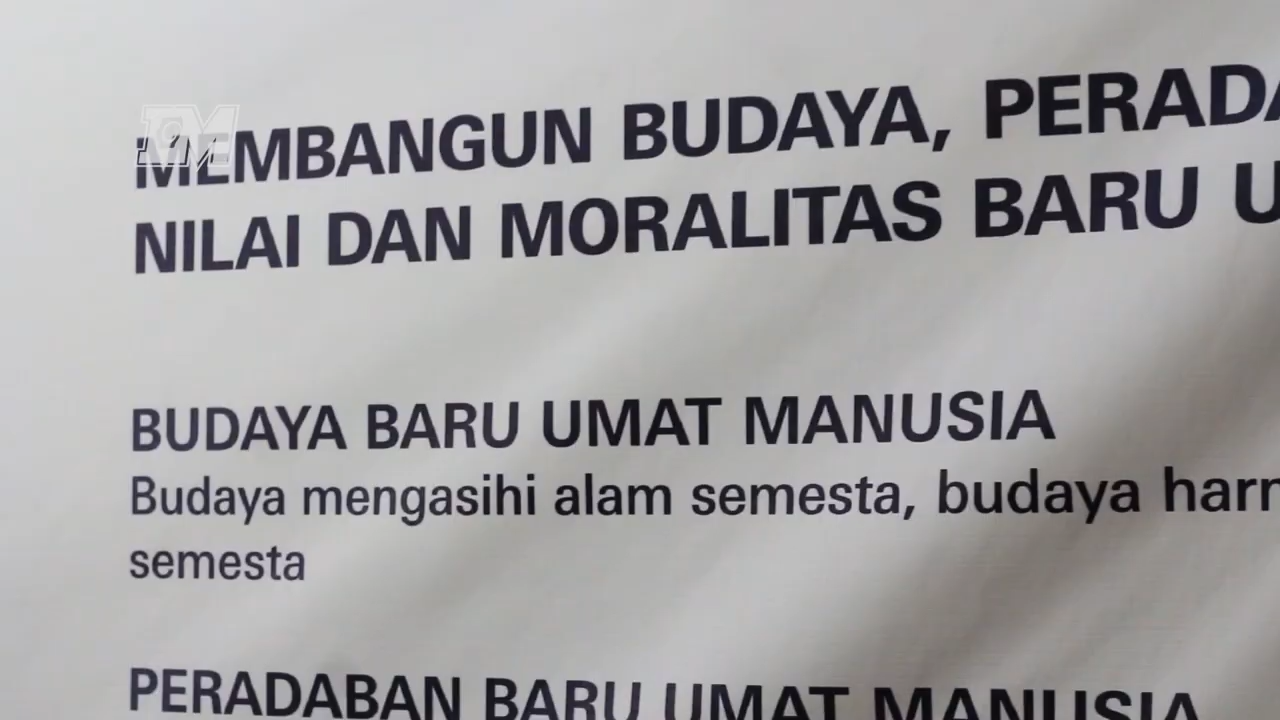 MEMBANGUN BUDAYA,
NILAI DAN MORALITAS BARU
BUDAYA BARU UMAT MANUSIA
Budaya mengasihi alam semesta, budaya
semesta
PERADABAN BARU UMAT MANUSIA